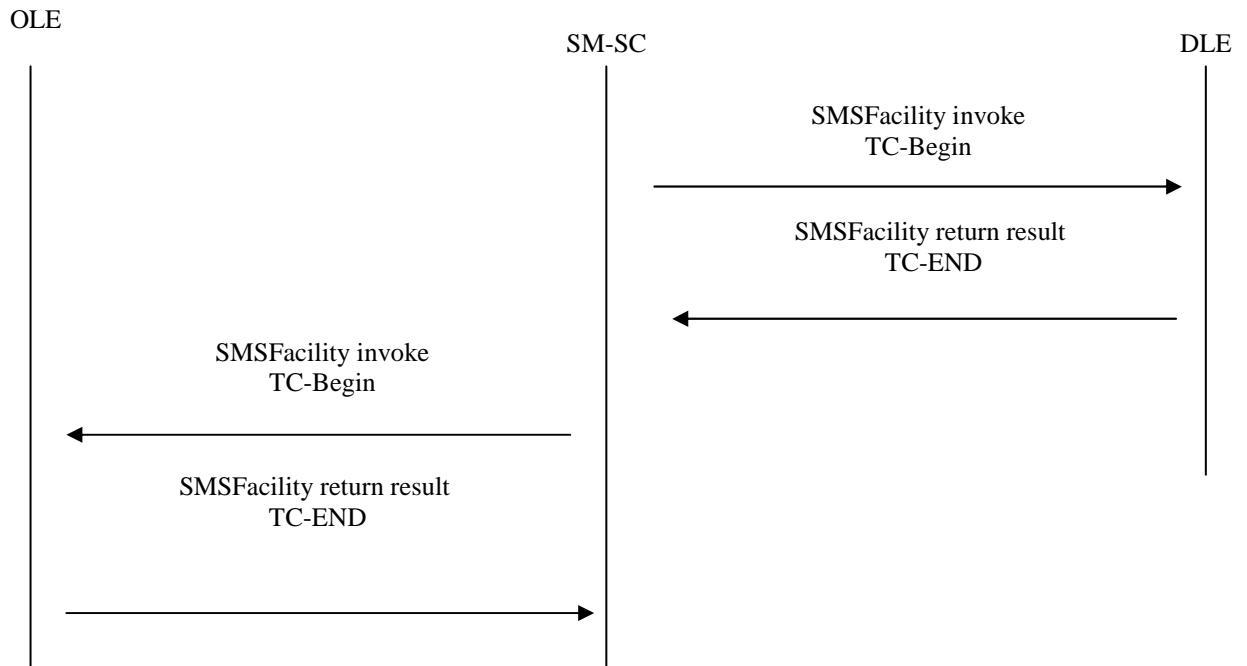 OLE
SM-SC
DLE
SMSFacility invoke
TC-Begin
SMSFacility return result
TC-END
SMSFacility invoke
TC-Begin
SMSFacility return result
TC-END